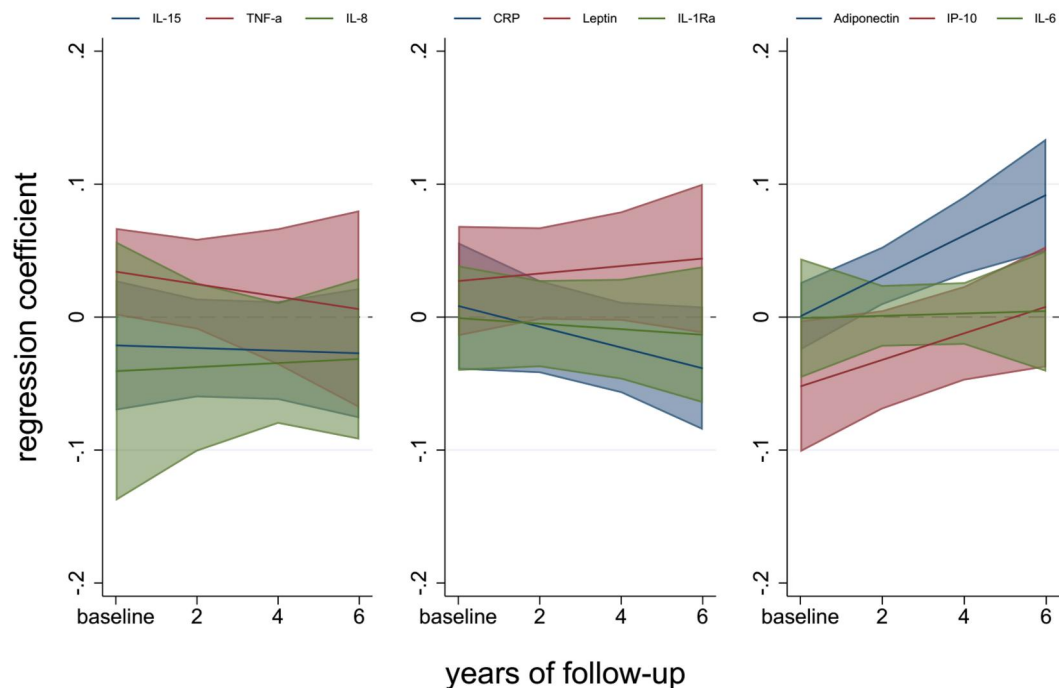 IL-15 TNF-a IL-8
CRP Leptin IL-1Ra
Adiponectin IP-10 IL-6
regression coefficient
.2
.1
0
-.1
-.2
baseline 2 4 6
.2
.1
0
-.1
-.2
baseline 2 4 6
.2
.1
0
-.1
-.2
baseline 2 4 6
years of follow-up